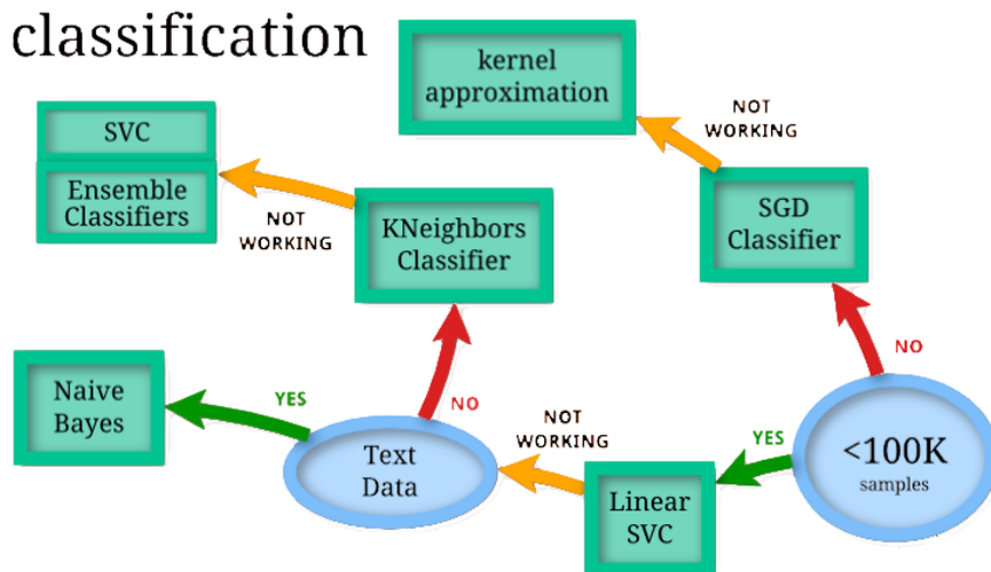 classification
kernel
approximation
NOT
WORKING
SVC
Ensemble
Classifiers
NOT
WORKING
KNeighbors
Classifier
SGD
Classifier
NO
Naive
Bayes
YES
NO
Text
Data
NOT
WORKING
Linear
SVC
YES
<100K
samples